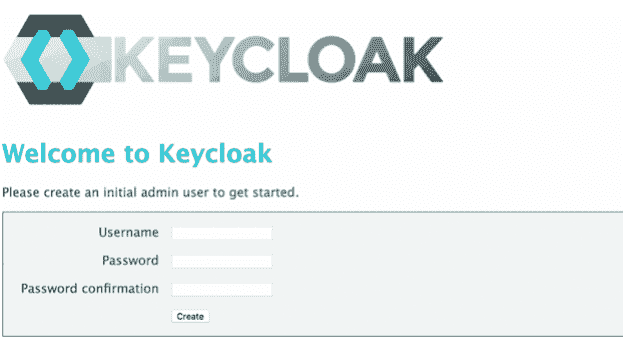 KEYCLOAK
Welcome to Keycloak
Please create an initial admin user to get started.
Username
Password
Password confirmation
Create